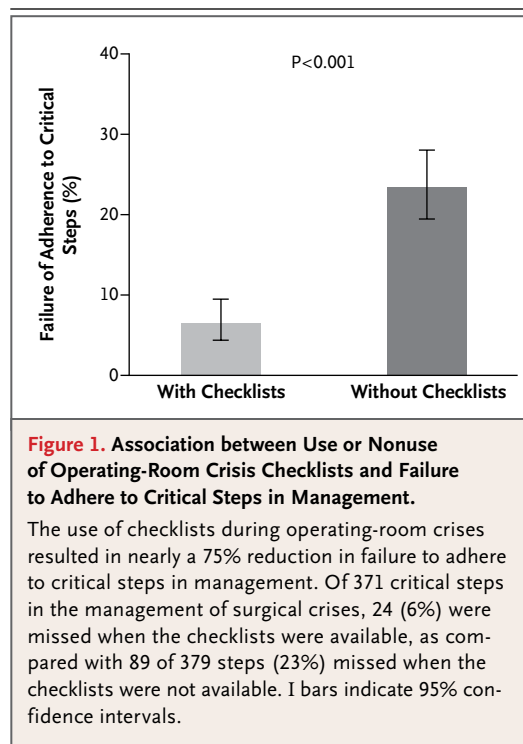 40
P<0.001
30
20
10
0
Failure of Adherence to Critical
Steps (%)
With Checklists
Without Checklists
Figure 1. Association between Use or Nonuse
of Operating-Room Crisis Checklists and Failure
to Adhere to Critical Steps in Management.
The use of checklists during operating-room crises
resulted in nearly a 75% reduction in failure to adhere
to critical steps in management. Of 371 critical steps
in the management of surgical crises, 24 (6%) were
missed when the checklists were available, as com-
pared with 89 of 379 steps (23%) missed when the
checklists were not available. I bars indicate 95% con-
fidence intervals.